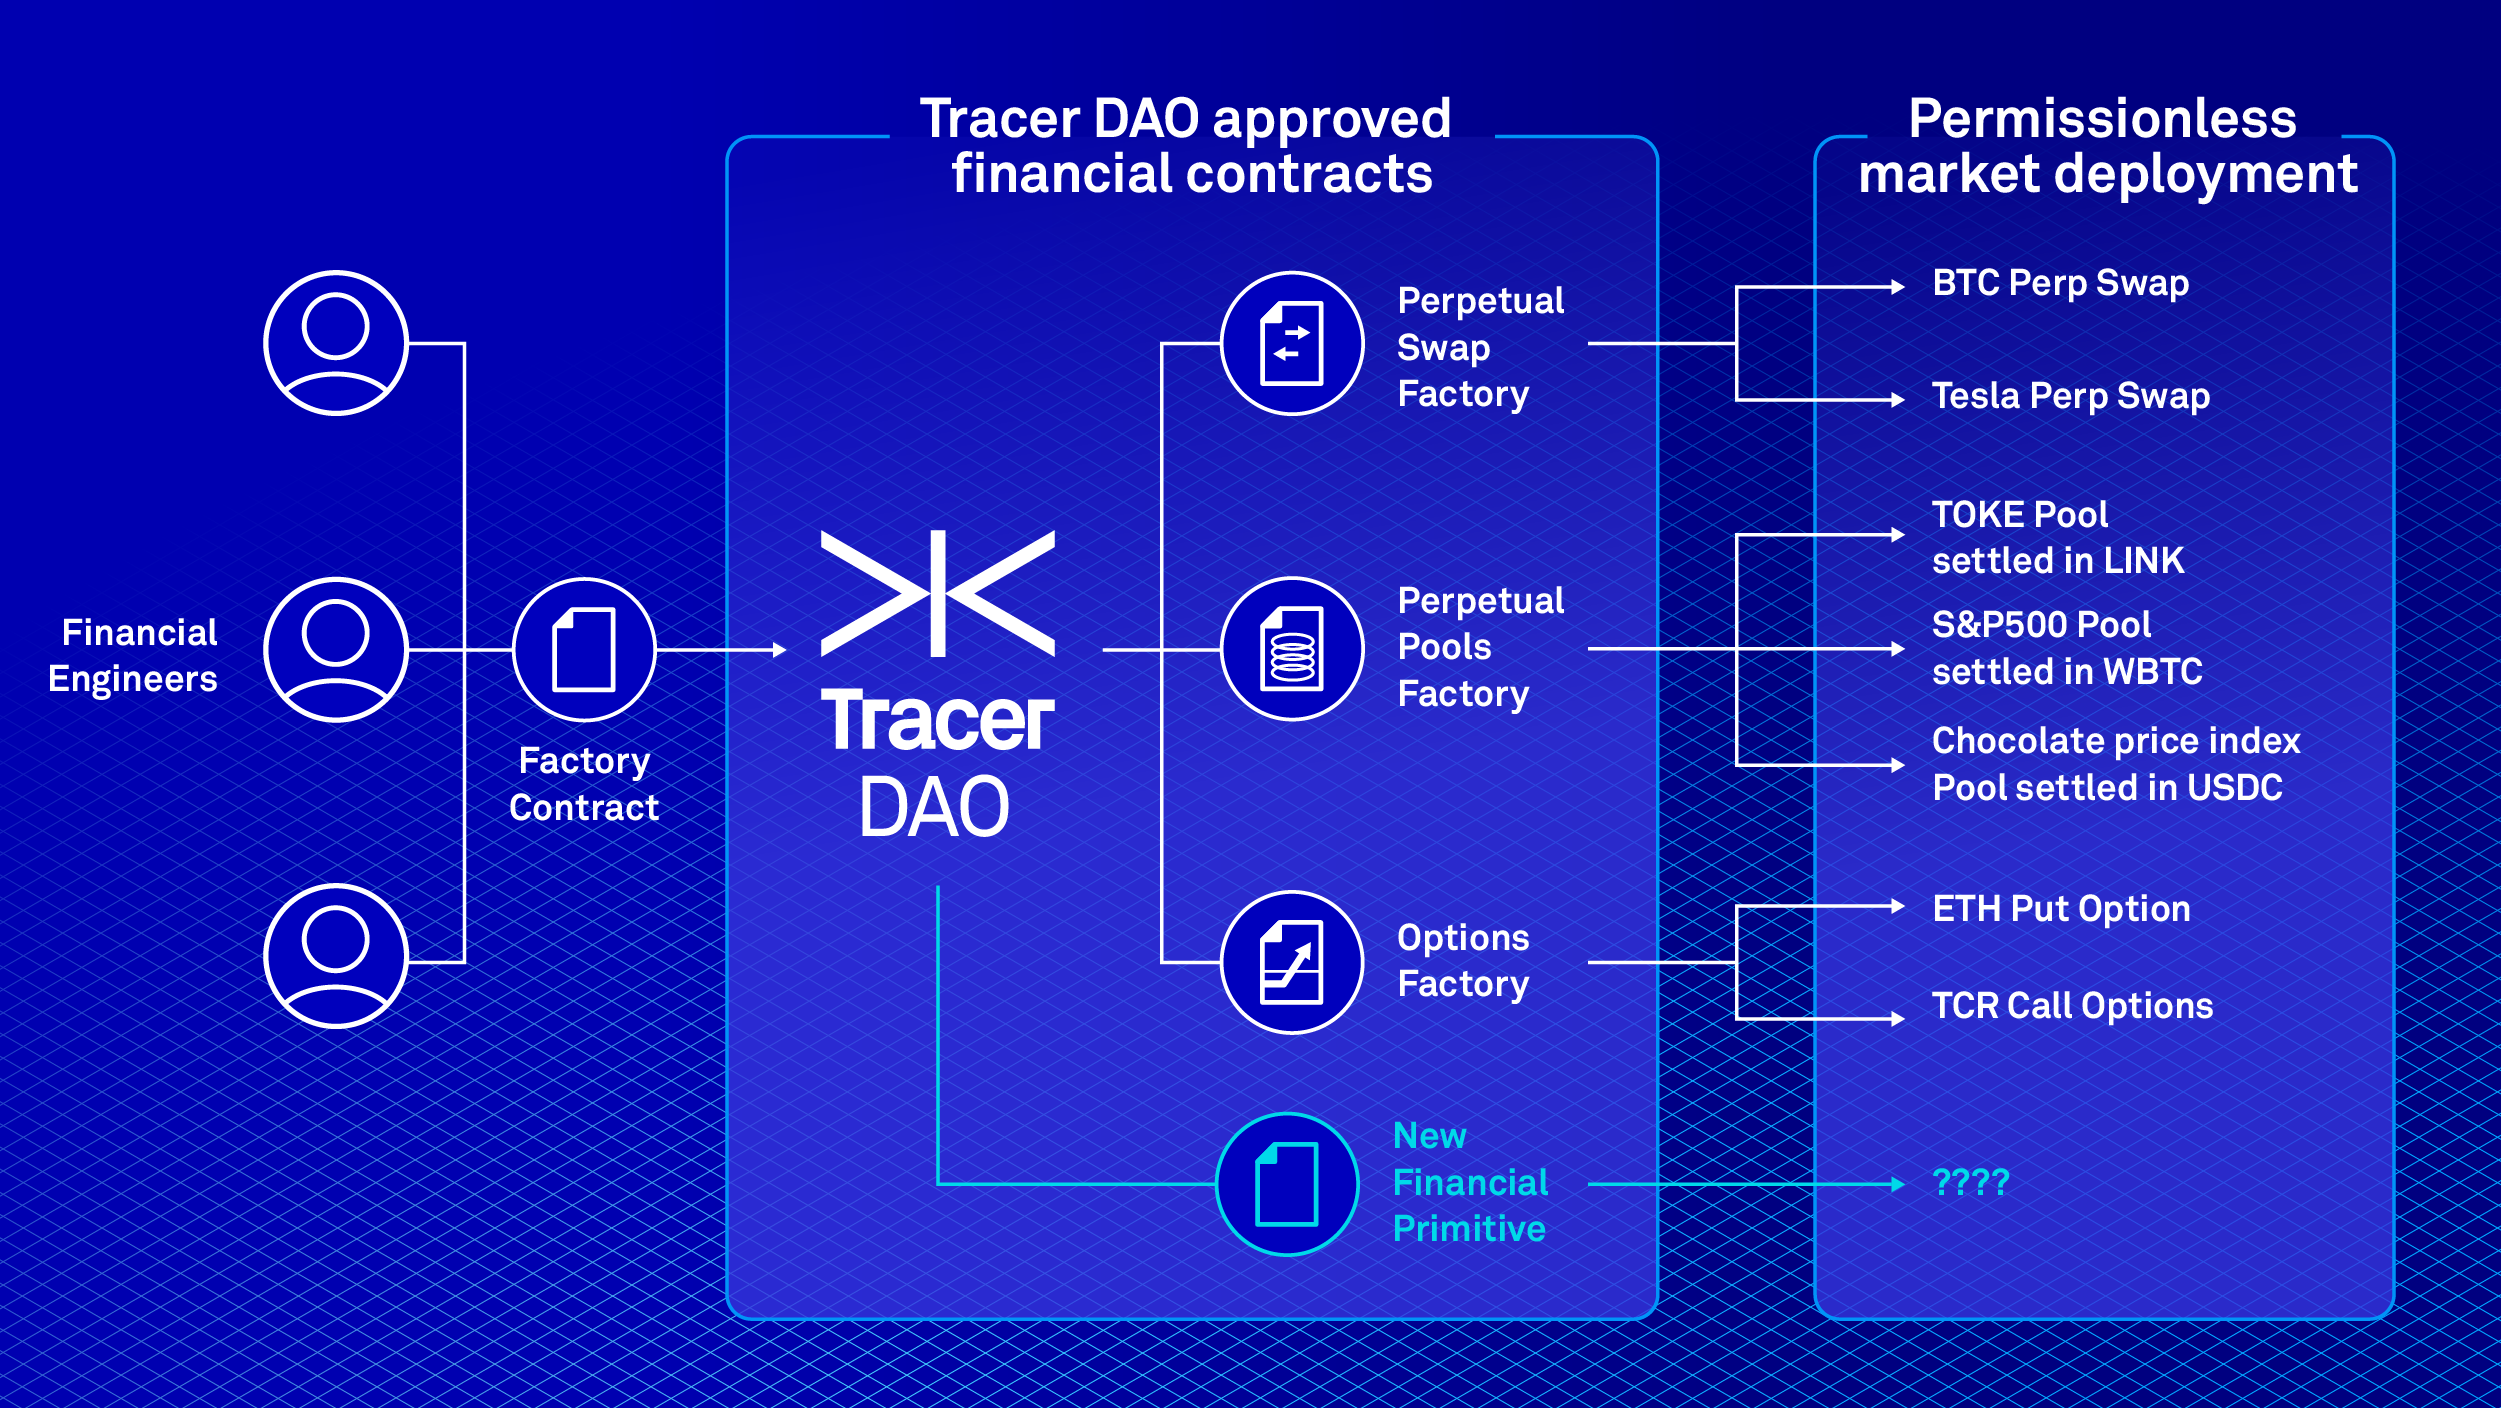 Tracer DAO approved
financial contracts
Permissionless
market deployment
Financial
Engineers
Factory
Contract
Tracer
DAO
Perpetual
Swap
Factory
Perpetual
Pools
Factory
Options
Factory
New
Financial
Primitive
BTC Perp Swap
Tesla Perp Swap
TOKE Pool
settled in LINK
S&P500 Pool
settled in WBTC
Chocolate price index
Pool settled in USDC
ETH Put Option
TCR Call Options
????